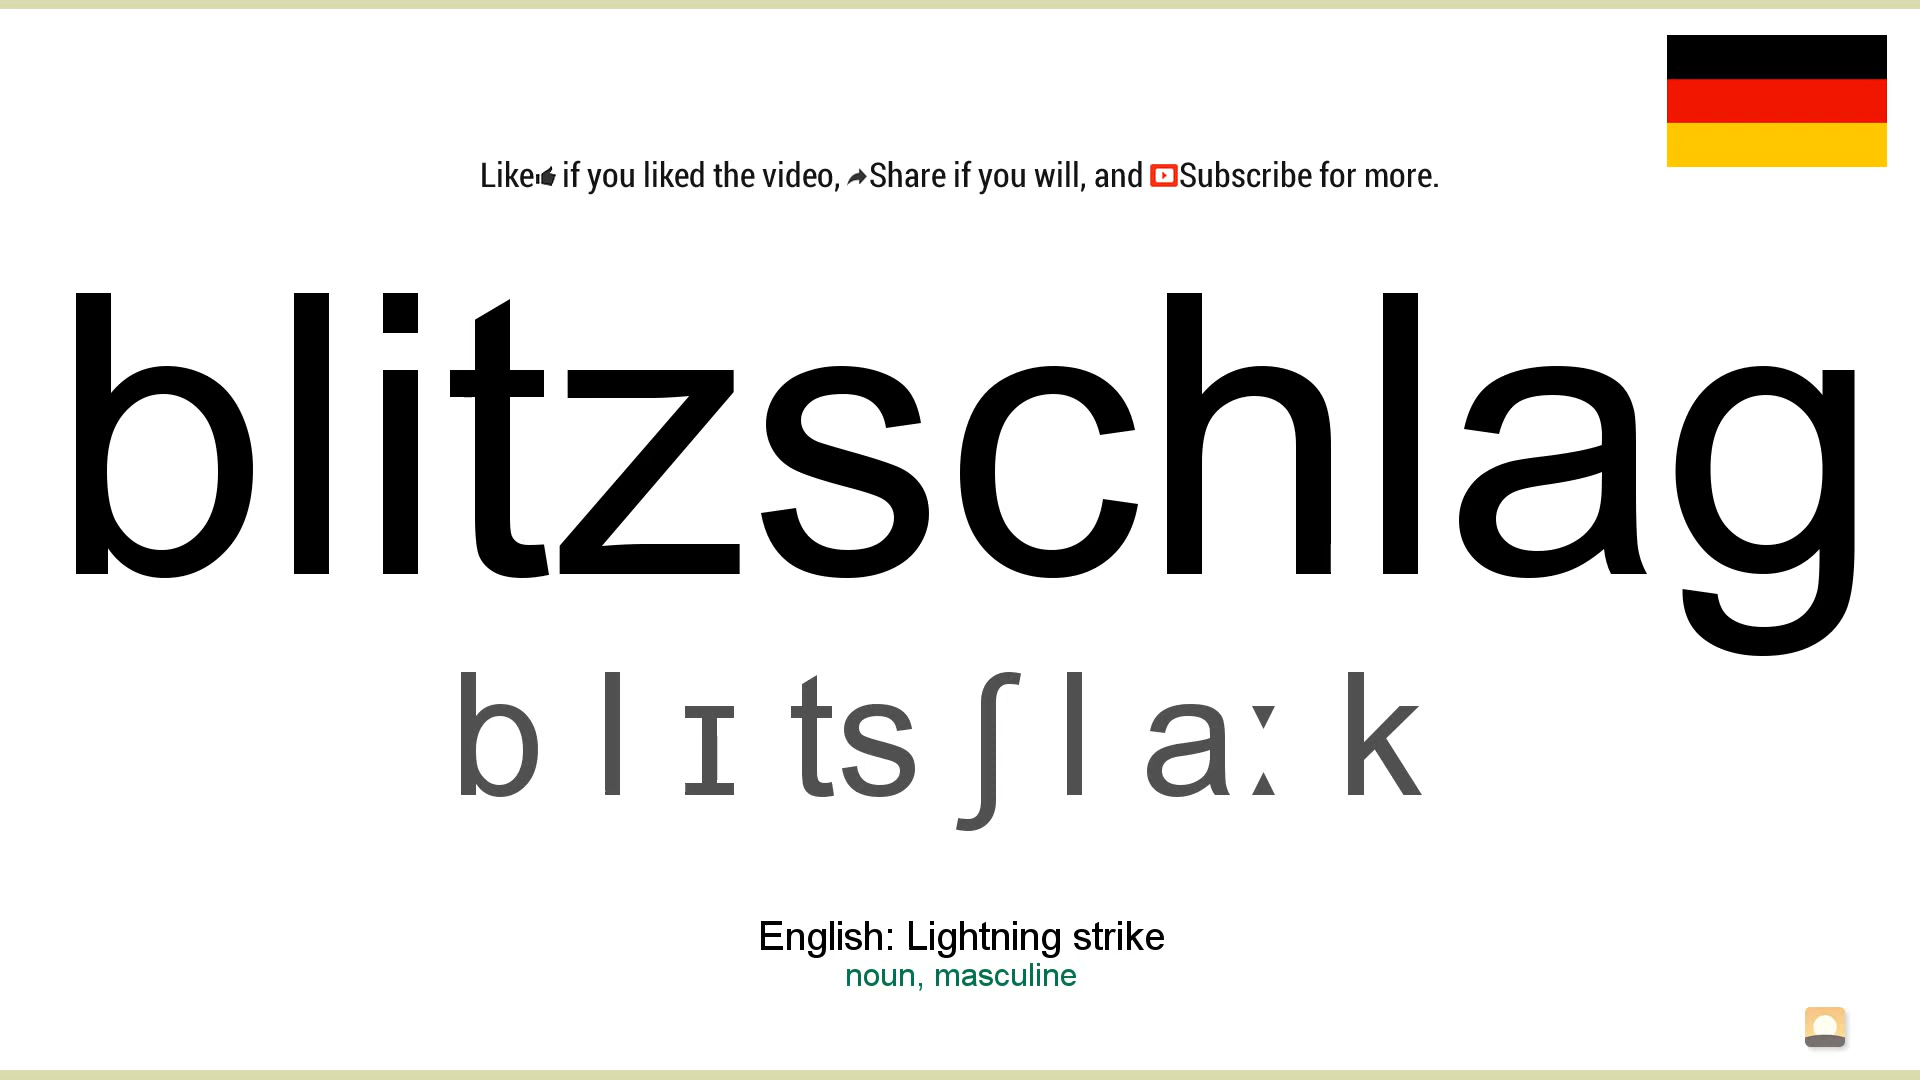 Like if you liked the video, Share if you will, and Subscribe for more.
blitzschlag
b l ɪ ts ʃ l aː k
English: Lightning strike
noun, masculine